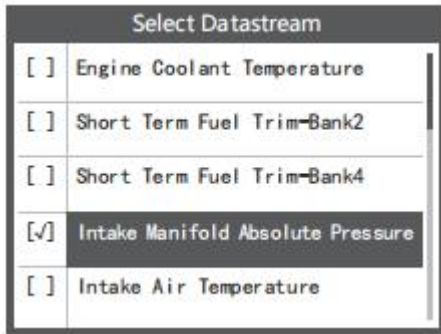 Select Datastream
[ ] Engine Coolant Temperature
[ ] Short Term Fuel Trim-Bank2
[ ] Short Term Fuel Trim-Bank4
[√] Intake Manifold Absolute Pressure
[ ] Intake Air Temperature